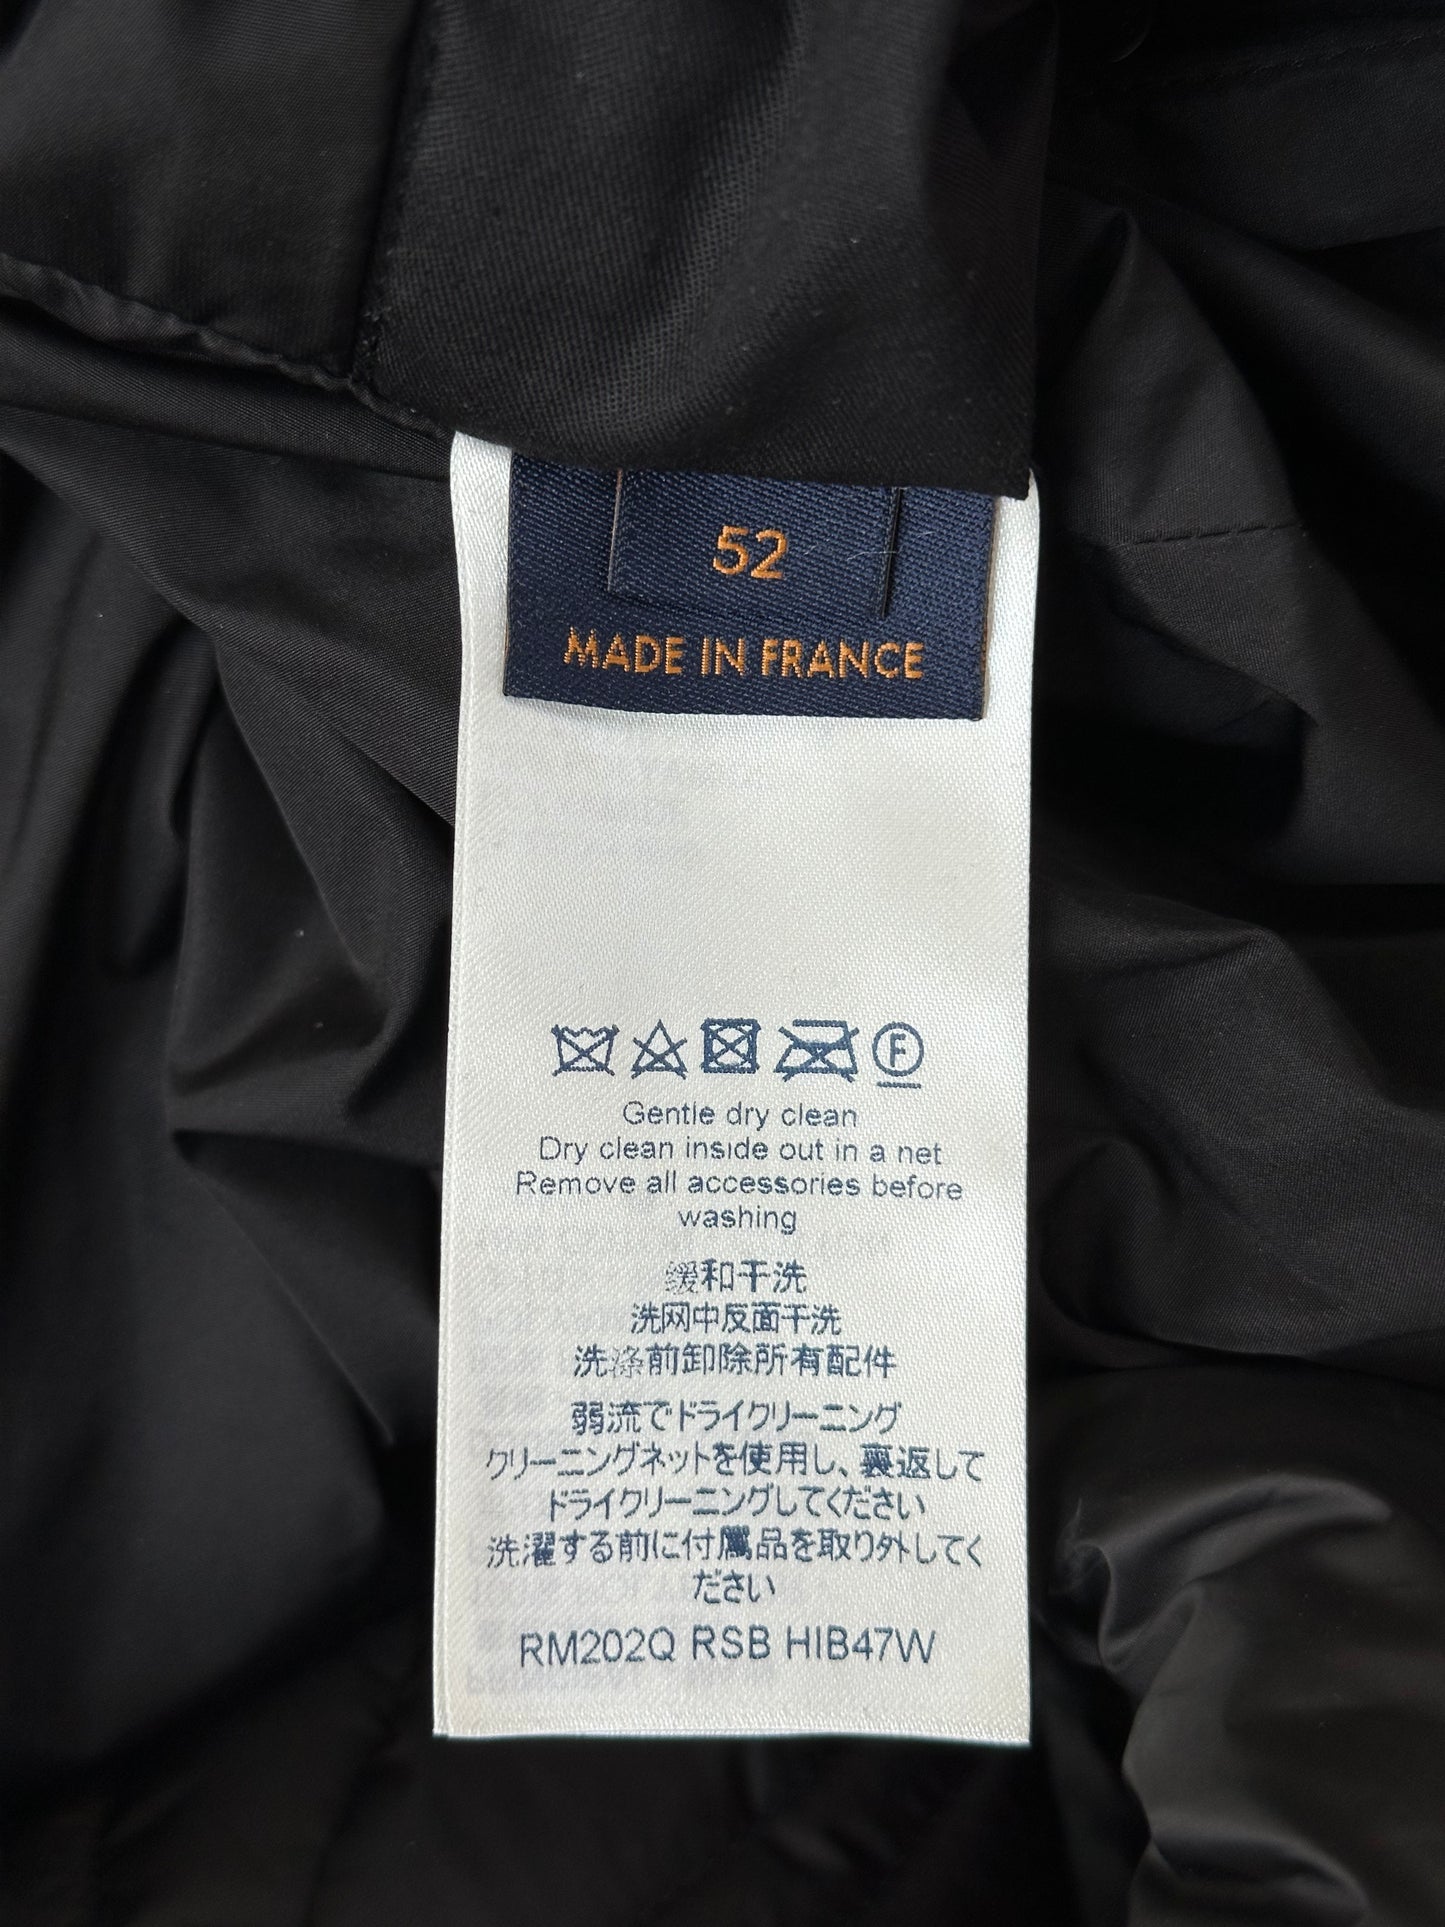 52
MADE IN FRANCE
F
Gentle dry clean
Dry clean inside out in a net
Remove all accessories before
washing
缓和干洗
洗网中反面干洗
洗涤前卸除所有配件
弱流でドライクリーニング
クリーニングネットを使用し、裏返して
ドライクリーニングしてください
洗濯する前に付属品を取り外してく
ださい
RM202Q RSB HIB47W